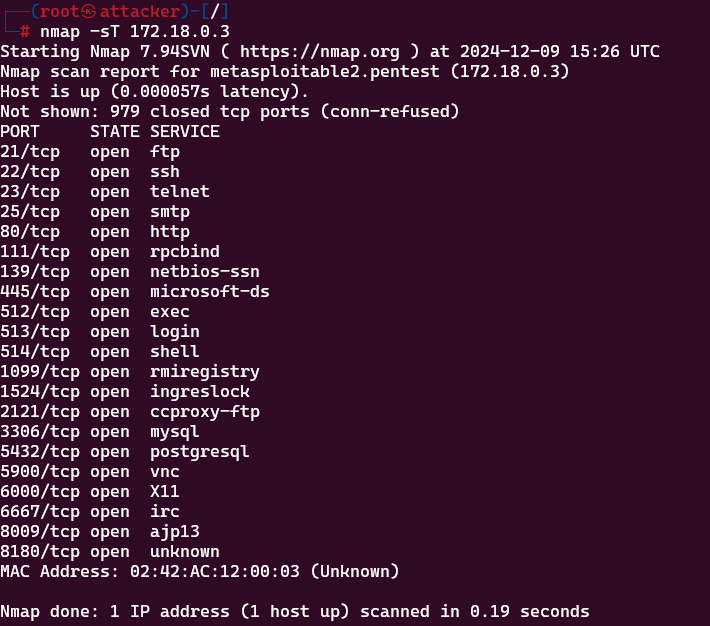 ┌──(root㉿attacker)-[/]
└─# nmap -sT 172.18.0.3
Starting Nmap 7.94SVN ( https://nmap.org ) at 2024-12-09 15:26 UTC
Nmap scan report for metasploitable2.pentest (172.18.0.3)
Host is up (0.000057s latency).
Not shown: 979 closed tcp ports (conn-refused)
PORT     STATE SERVICE
21/tcp   open  ftp
22/tcp   open  ssh
23/tcp   open  telnet
25/tcp   open  smtp
80/tcp   open  http
111/tcp  open  rpcbind
139/tcp  open  netbios-ssn
445/tcp  open  microsoft-ds
512/tcp  open  exec
513/tcp  open  login
514/tcp  open  shell
1099/tcp open  rmiregistry
1524/tcp open  ingreslock
2121/tcp open  ccproxy-ftp
3306/tcp open  mysql
5432/tcp open  postgresql
5900/tcp open  vnc
6000/tcp open  X11
6667/tcp open  irc
8009/tcp open  ajp13
8180/tcp open  unknown
MAC Address: 02:42:AC:12:00:03 (Unknown)
Nmap done: 1 IP address (1 host up) scanned in 0.19 seconds